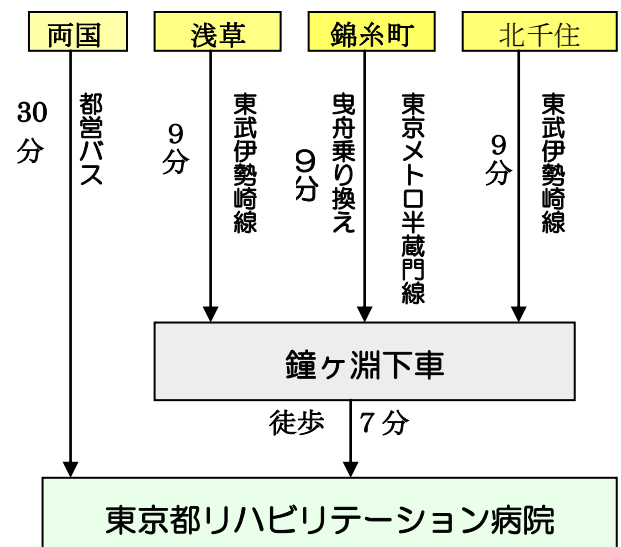 両国
浅草
錦糸町
北千住
30
分
都営バス
9
分
東武伊勢崎線
9
分
曳舟乗り換え
東京メトロ半蔵門線
9
分
東武伊勢崎線
鐘ヶ淵下車
徒歩 7分
東京都リハビリテーション病院